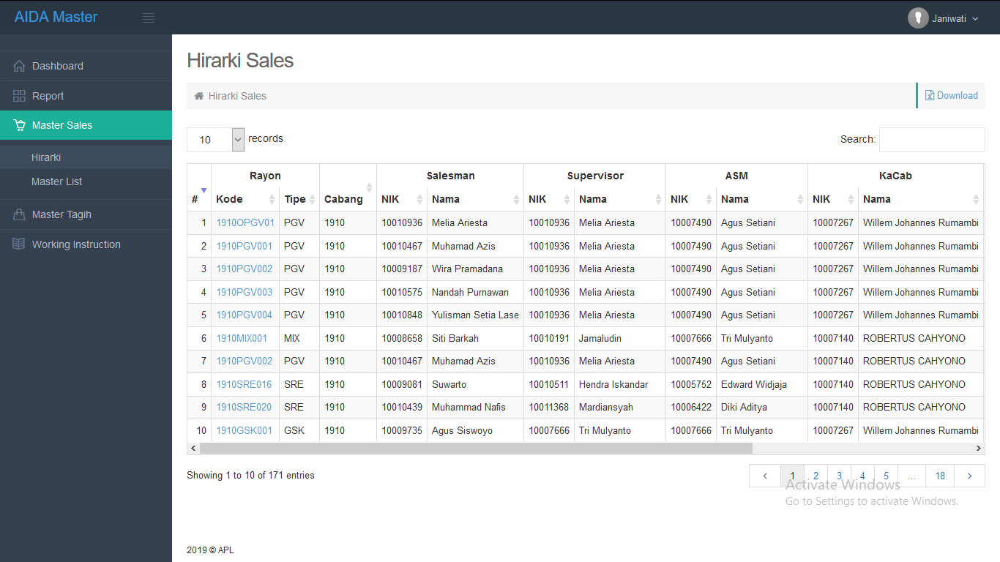 AIDA Master
Janiwati
Dashboard
Report
Master Sales
Hirarki
Master List
Master Tagih
Working Instruction
Hirarki Sales
Hirarki Sales
Download
10 records
Search:
Rayon Salesman Supervisor ASM KaCab
# Kode Tipe Cabang NIK Nama NIK Nama NIK Nama NIK Nama
1 1910OPGV01 PGV 1910 10010936 Melia Ariesta 10010936 Melia Ariesta 10007490 Agus Setiani 10007267 Willem Johannes Rumambi
2 1910PGV001 PGV 1910 10010467 Muhamad Azis 10010936 Melia Ariesta 10007490 Agus Setiani 10007267 Willem Johannes Rumambi
3 1910PGV002 PGV 1910 10009187 Wira Pramadana 10010936 Melia Ariesta 10007490 Agus Setiani 10007267 Willem Johannes Rumambi
4 1910PGV003 PGV 1910 10010575 Nandah Purnawan 10010936 Melia Ariesta 10007490 Agus Setiani 10007267 Willem Johannes Rumambi
5 1910PGV004 PGV 1910 10010848 Yulisman Setia Lase 10010936 Melia Ariesta 10007490 Agus Setiani 10007267 Willem Johannes Rumambi
6 1910MIX001 MIX 1910 10008658 Siti Barkah 10010191 Jamaludin 10007666 Tri Mulyanto 10007140 ROBERTUS CAHYONO
7 1910PGV002 PGV 1910 10010467 Muhamad Azis 10010936 Melia Ariesta 10007490 Agus Setiani 10007140 ROBERTUS CAHYONO
8 1910SRE016 SRE 1910 10009081 Suwarto 10010511 Hendra Iskandar 10005752 Edward Widjaja 10007140 ROBERTUS CAHYONO
9 1910SRE020 SRE 1910 10010439 Muhammad Nafis 10011368 Mardiansyah 10006422 Diki Aditya 10007140 ROBERTUS CAHYONO
10 1910GSK001 GSK 1910 10009735 Agus Siswoyo 10007666 Tri Mulyanto 10007666 Tri Mulyanto 10007267 Willem Johannes Rumambi
Showing 1 to 10 of 171 entries
1 2 3 4 5 ... 18
Activate Windows
Go to Settings to activate Windows.
2019 © APL